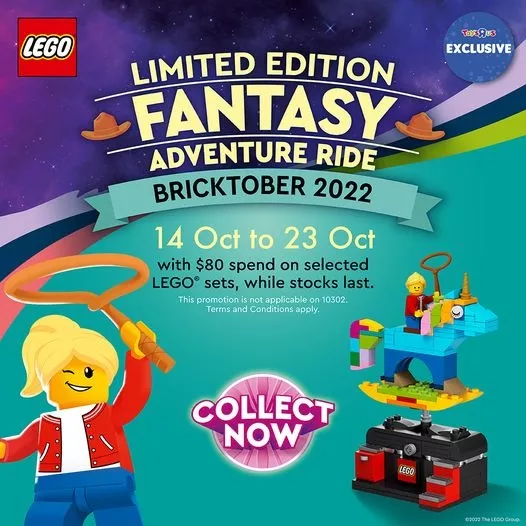 LEGO
ToysЯus
EXCLUSIVE
LIMITED EDITION
FANTASY
ADVENTURE RIDE
BRICKTOBER 2022
14 Oct to 23 Oct
with $80 spend on selected
LEGO® sets, while stocks last.
This promotion is not applicable on 10302.
Terms and Conditions apply.
COLLECT
NOW
LEGO
©2022 The LEGO Group.